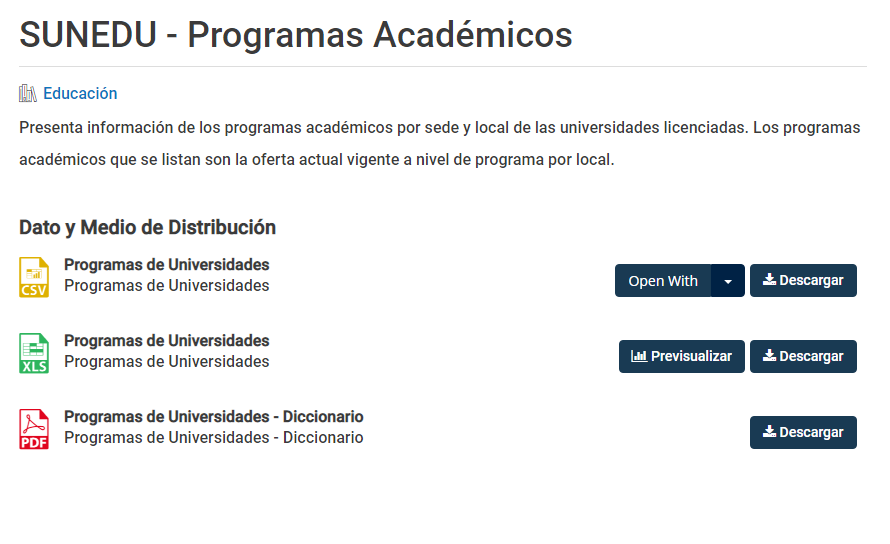 SUNEDU - Programas Académicos
Educación
Presenta información de los programas académicos por sede y local de las universidades licenciadas. Los programas
académicos que se listan son la oferta actual vigente a nivel de programa por local.
Dato y Medio de Distribución
CSV
Programas de Universidades
Programas de Universidades
Open With
Descargar
XLS
Programas de Universidades
Programas de Universidades
Previsualizar
Descargar
PDF
Programas de Universidades - Diccionario
Programas de Universidades - Diccionario
Descargar